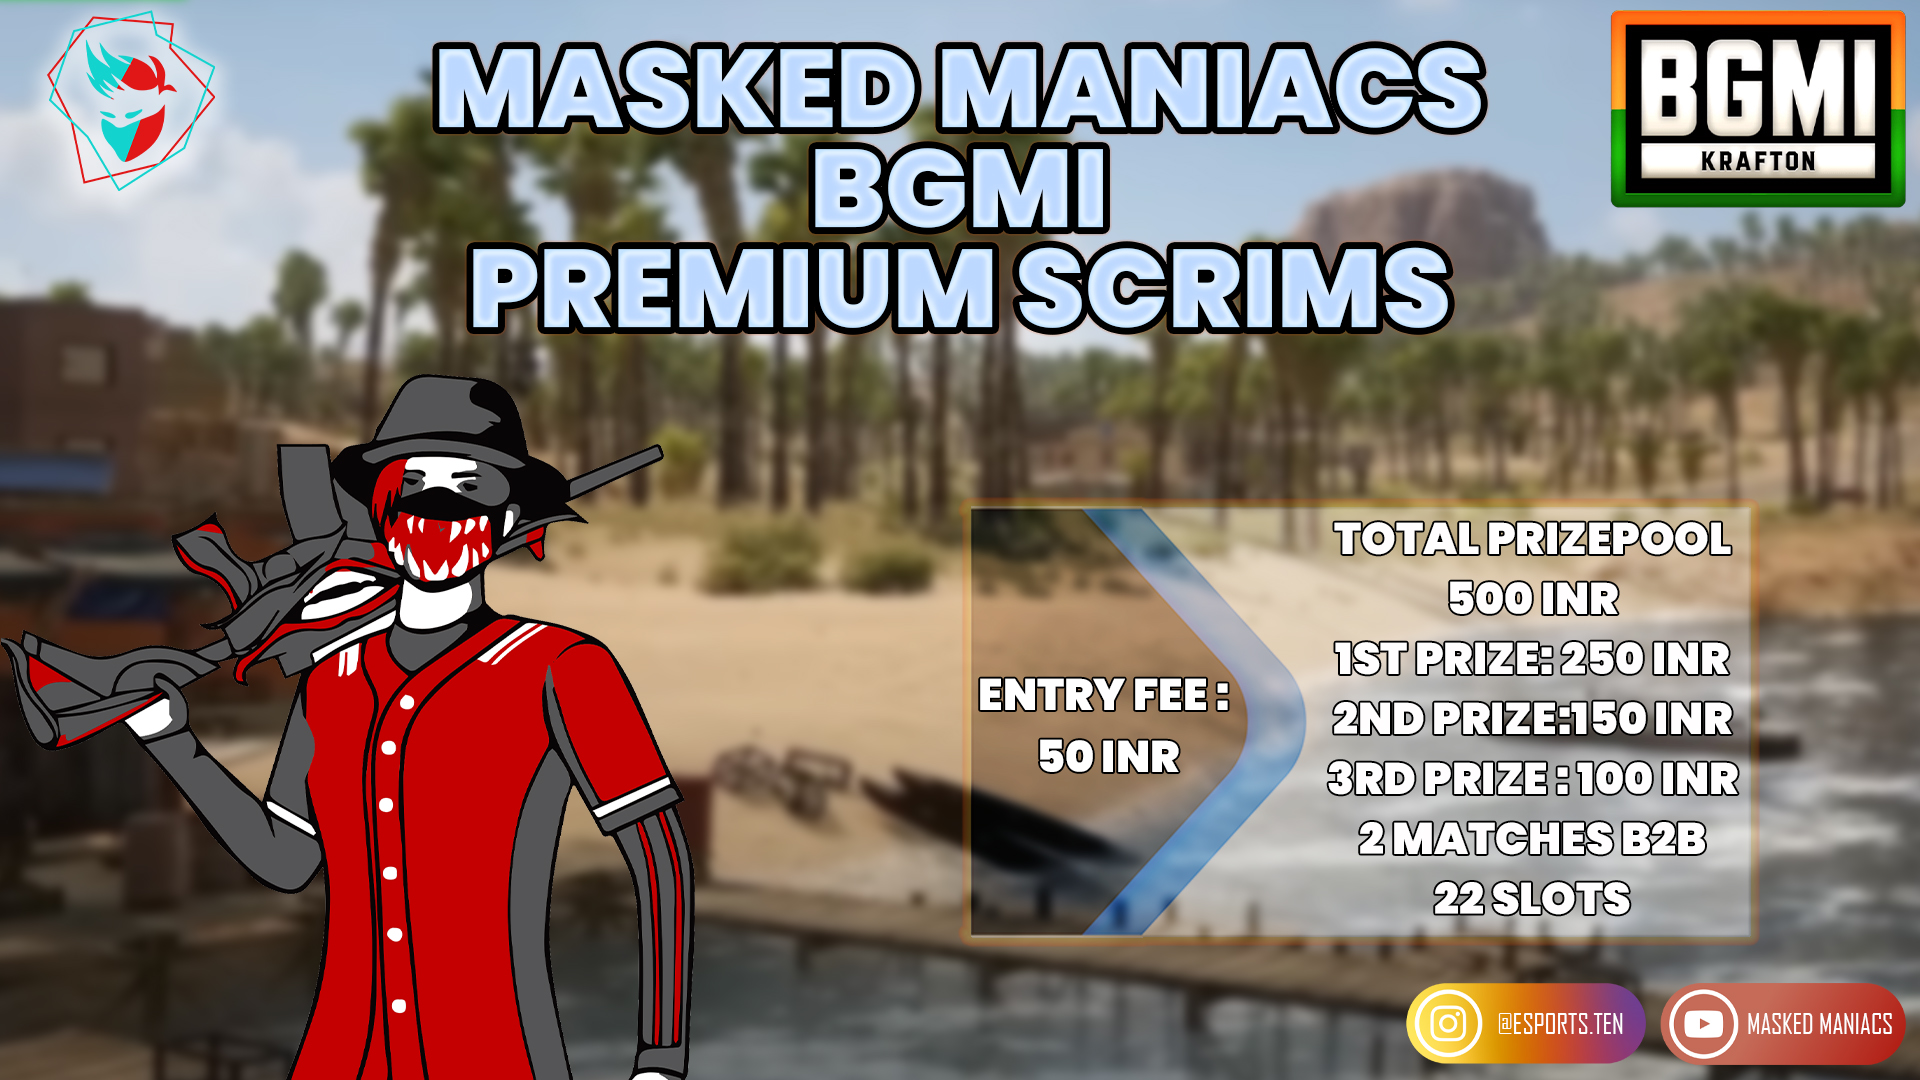 MASKED MANIACS
BGMI
PREMIUM SCRIMS
BGMI
KRAFTON
ENTRY FEE :
50 INR
TOTAL PRIZEPOOL
500 INR
1ST PRIZE: 250 INR
2ND PRIZE:150 INR
3RD PRIZE : 100 INR
2 MATCHES B2B
22 SLOTS
@ESPORTS.TEN
MASKED MANIACS